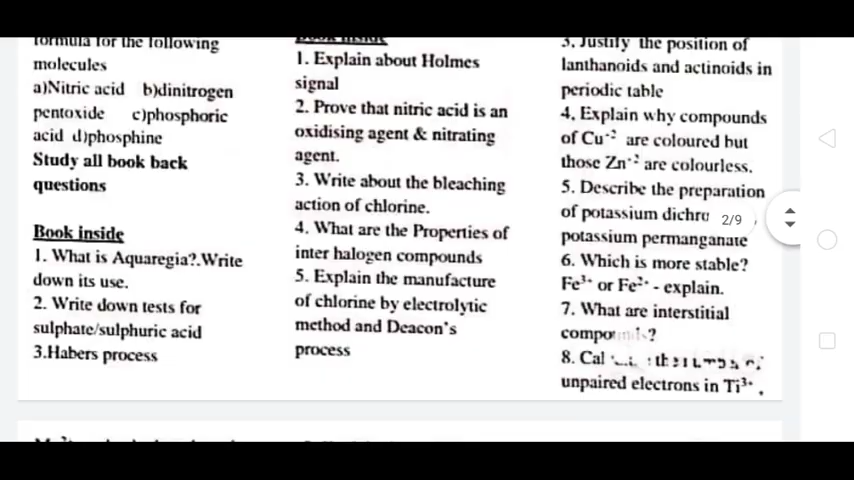 formula for the following
molecules
a)Nitric acid b)dinitrogen
pentoxide c)phosphoric
acid d)phosphine
Study all book back
questions
Book inside
1. What is Aquaregia?.Write
down its use.
2. Write down tests for
sulphate/sulphuric acid
3.Habers process
Book inside
1. Explain about Holmes
signal
2. Prove that nitric acid is an
oxidising agent & nitrating
agent.
3. Write about the bleaching
action of chlorine.
4. What are the Properties of
inter halogen compounds
5. Explain the manufacture
of chlorine by electrolytic
method and Deacon's
process
3. Justify the position of
lanthanoids and actinoids in
periodic table
4. Explain why compounds
of Cu⁺² are coloured but
those Zn⁺² are colourless.
5. Describe the preparation
of potassium dichro
potassium permanganate
6. Which is more stable?
Fe³⁺ or Fe²⁺ - explain.
7. What are interstitial
?
8.
unpaired electrons in Ti³⁺ ,
2/9